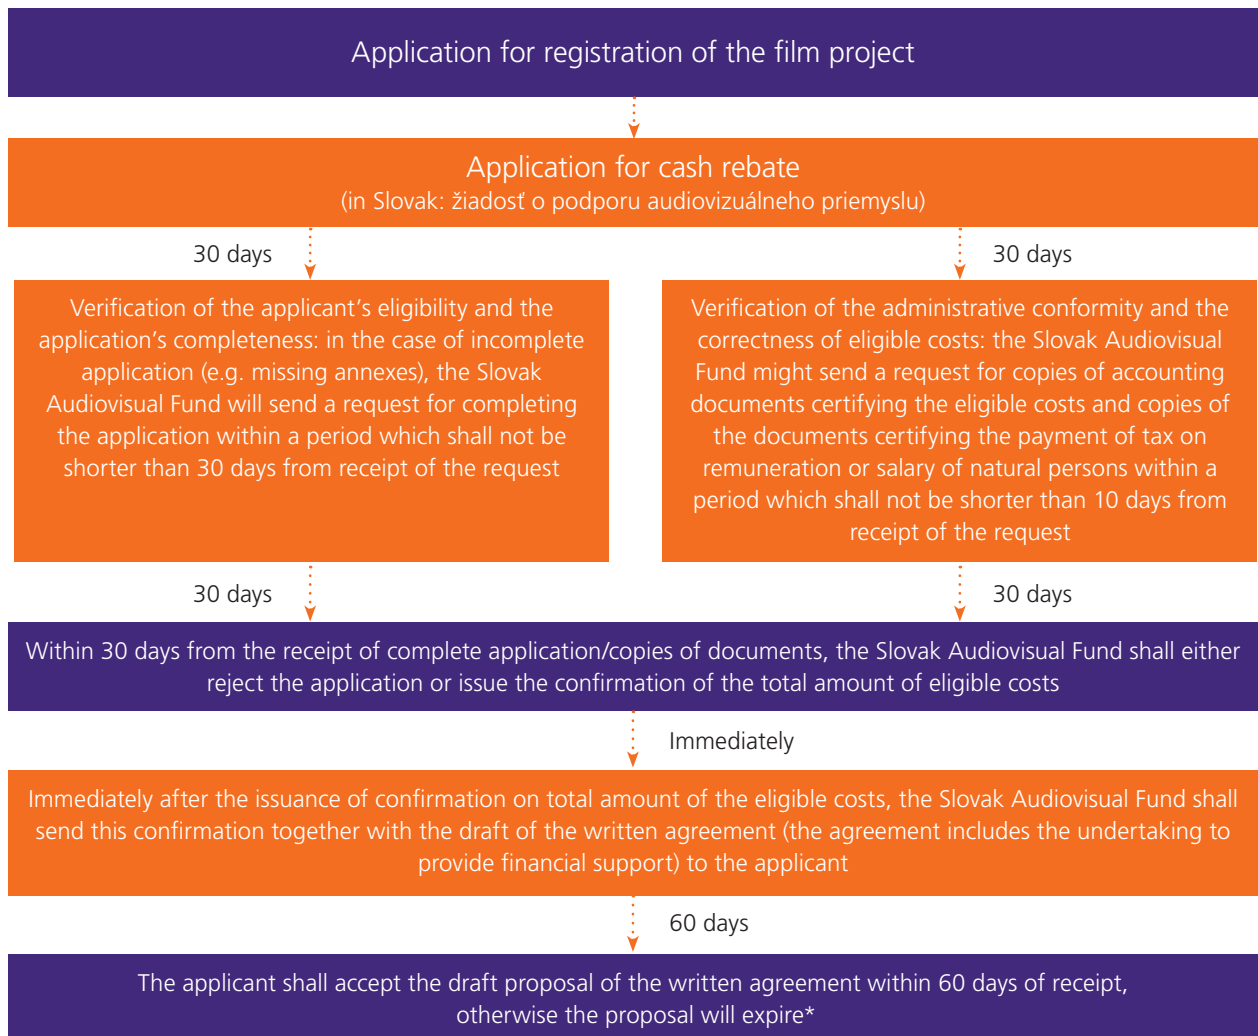 Application for registration of the film project
Application for cash rebate
(in Slovak: žiadosť o podporu audiovizuálneho priemyslu)
30 days
30 days
Verification of the applicant’s eligibility and the
application’s completeness: in the case of incomplete
application (e.g. missing annexes), the Slovak
Audiovisual Fund will send a request for completing
the application within a period which shall not be
shorter than 30 days from receipt of the request
Verification of the administrative conformity and the
correctness of eligible costs: the Slovak Audiovisual
Fund might send a request for copies of accounting
documents certifying the eligible costs and copies of
the documents certifying the payment of tax on
remuneration or salary of natural persons within a
period which shall not be shorter than 10 days from
receipt of the request
30 days
30 days
Within 30 days from the receipt of complete application/copies of documents, the Slovak Audiovisual Fund shall either
reject the application or issue the confirmation of the total amount of eligible costs
Immediately
Immediately after the issuance of confirmation on total amount of the eligible costs, the Slovak Audiovisual Fund shall
send this confirmation together with the draft of the written agreement (the agreement includes the undertaking to
provide financial support) to the applicant
60 days
The applicant shall accept the draft proposal of the written agreement within 60 days of receipt,
otherwise the proposal will expire*